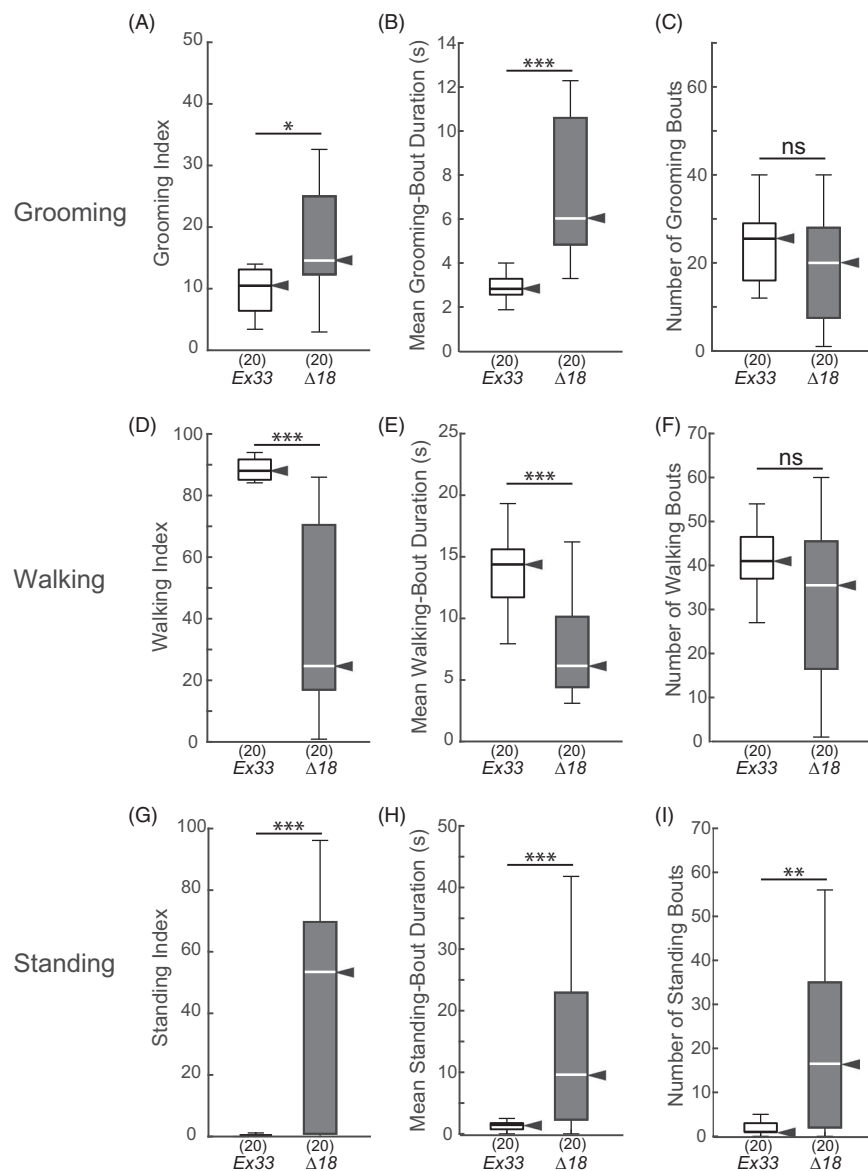 (A)
Grooming Index
50
40
30
20
10
0
*
(20)
(20)
Ex33
Δ18
(B)
Mean Grooming-Bout Duration (s)
14
12
10
8
6
4
2
0
***
(20)
(20)
Ex33
Δ18
(C)
Number of Grooming Bouts
60
40
20
0
ns
(20)
(20)
Ex33
Δ18
Grooming
(D)
Walking Index
100
80
60
40
20
0
***
(20)
(20)
Ex33
Δ18
(E)
Mean Walking-Bout Duration (s)
25
20
15
10
5
0
***
(20)
(20)
Ex33
Δ18
(F)
Number of Walking Bouts
70
60
50
40
30
20
10
0
ns
(20)
(20)
Ex33
Δ18
Walking
(G)
Standing Index
100
80
60
40
20
0
***
(20)
(20)
Ex33
Δ18
(H)
Mean Standing-Bout Duration (s)
50
40
30
20
10
0
***
(20)
(20)
Ex33
Δ18
(I)
Number of Standing Bouts
70
60
50
40
30
20
10
0
**
(20)
(20)
Ex33
Δ18
Standing